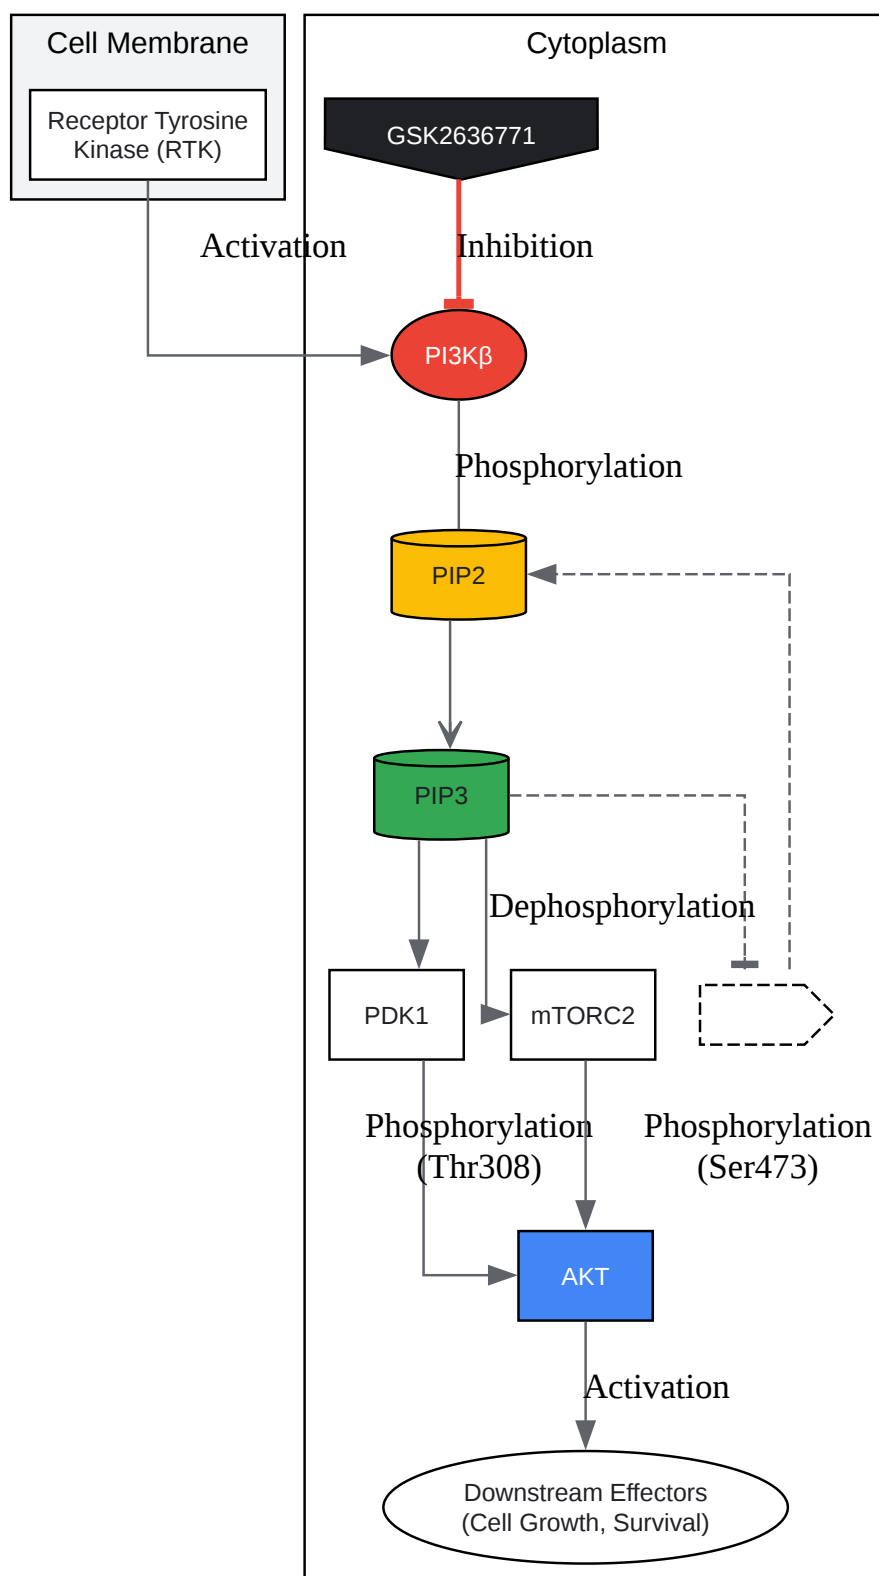 Cell Membrane
Cytoplasm
Receptor Tyrosine
Kinase (RTK)
GSK2636771
Activation
Inhibition
PI3Kβ
Phosphorylation
PIP2
PIP3
Dephosphorylation
PDK1
mTORC2
Phosphorylation
(Thr308)
Phosphorylation
(Ser473)
AKT
Activation
Downstream Effectors
(Cell Growth, Survival)